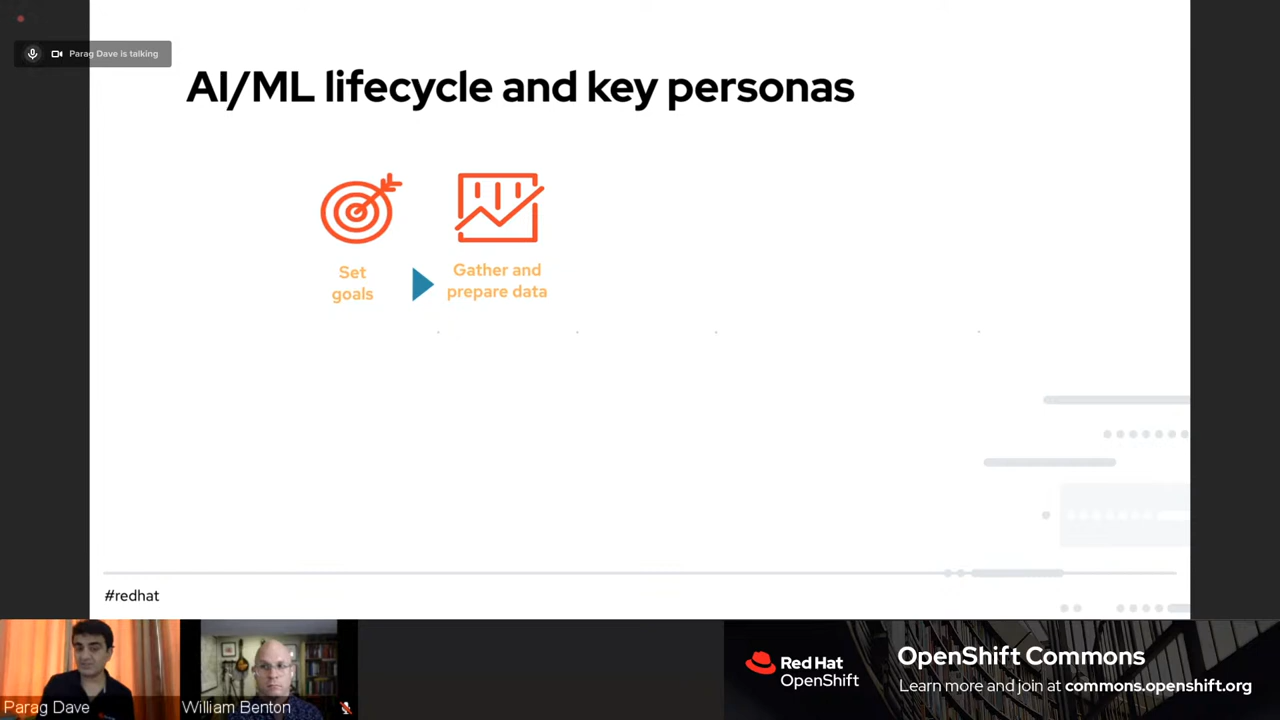 Parag Dave is talking
AI/ML lifecycle and key personas
Set
goals
Gather and
prepare data
#redhat
Parag Dave
William Benton
Red Hat
OpenShift
OpenShift Commons
Learn more and join at commons.openshift.org